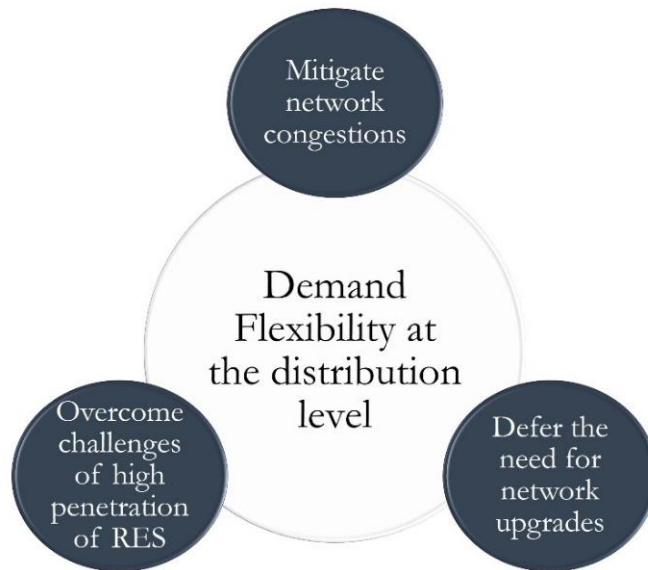 Mitigate
network
congestions
Demand
Flexibility at
the distribution
level
Overcome
challenges
of high
penetration
of RES
Defer the
need for
network
upgrades